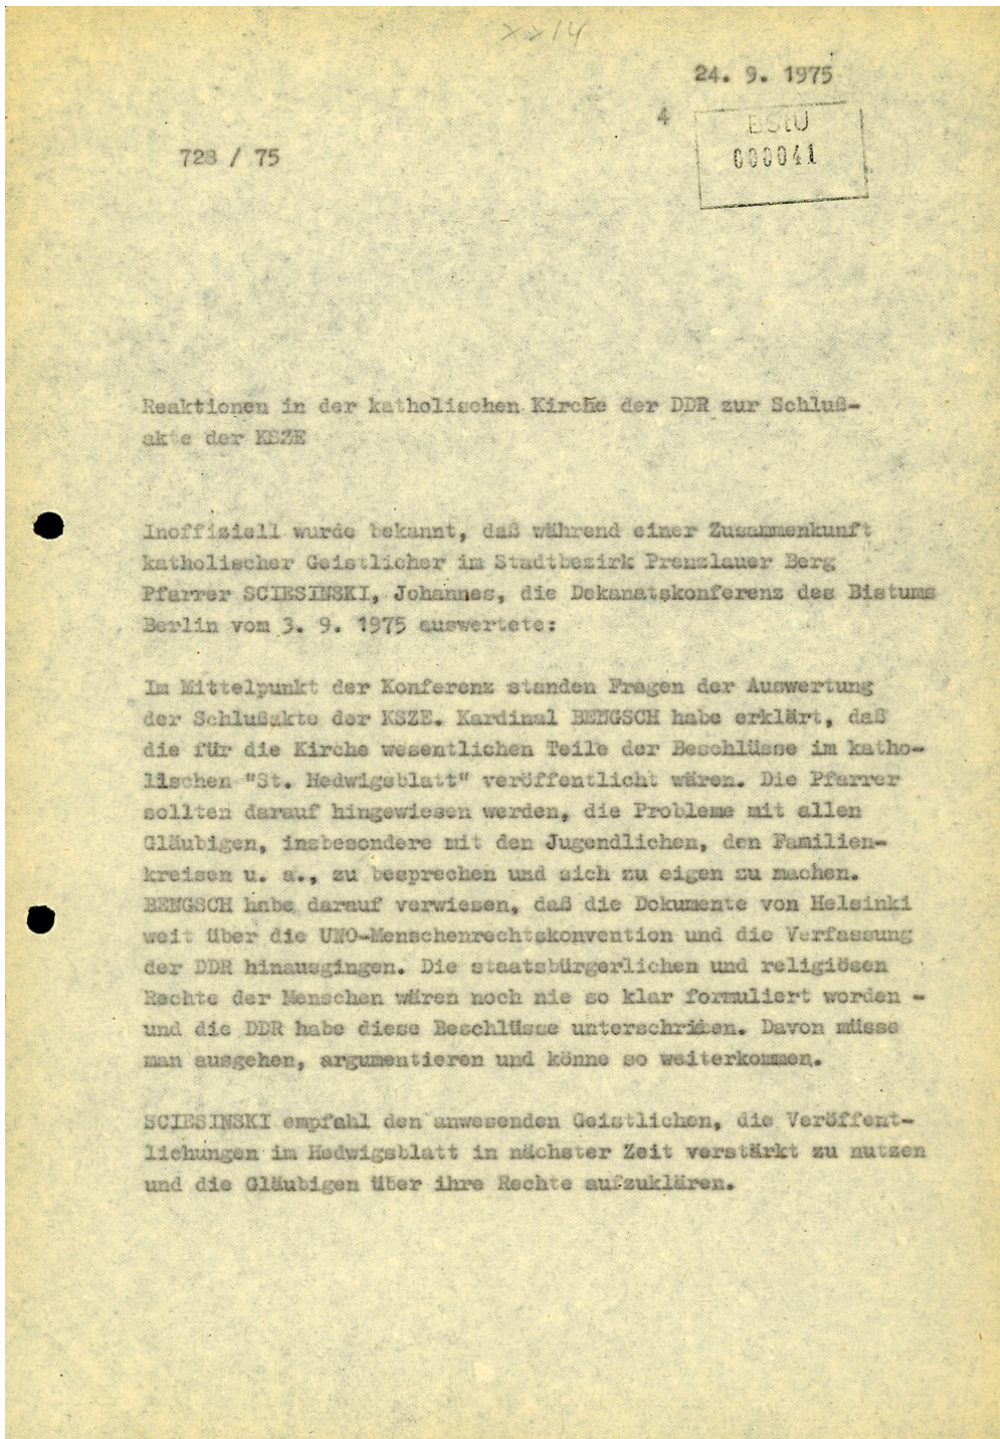 XX14
24. 9. 1975
4
BStU
000041
728 / 75
Reaktionen in der katholischen Kirche der DDR zur Schluß-
akte der KSZE
Inoffiziell wurde bekannt, daß während einer Zusammenkunft
katholischer Geistlicher im Stadtbezirk Prenzlauer Berg
Pfarrer SCIESINSKI, Johannes, die Dekanatskonferenz des Bistums
Berlin vom 3. 9. 1975 auswertete:
Im Mittelpunkt der Konferenz standen Fragen der Auswertung
der Schlußakte der KSZE. Kardinal BENGSCH habe erklärt, daß
die für die Kirche wesentlichen Teile der Beschlüsse im katho-
lischen "St. Hedwigsblatt" veröffentlicht wären. Die Pfarrer
sollten darauf hingewiesen werden, die Probleme mit allen
Gläubigen, insbesondere mit den Jugendlichen, den Familien-
kreisen u. a., zu besprechen und sich zu eigen zu machen.
BENGSCH habe darauf verwiesen, daß die Dokumente von Helsinki
weit über die UNO-Menschenrechtskonvention und die Verfassung
der DDR hinausgingen. Die staatsbürgerlichen und religiösen
Rechte der Menschen wären noch nie so klar formuliert worden -
und die DDR habe diese Beschlüsse unterschrieben. Davon müsse
man ausgehen, argumentieren und könne so weiterkommen.
SCIESINSKI empfahl den anwesenden Geistlichen, die Veröffent-
lichungen im Hedwigsblatt in nächster Zeit verstärkt zu nutzen
und die Gläubigen über ihre Rechte aufzuklären.